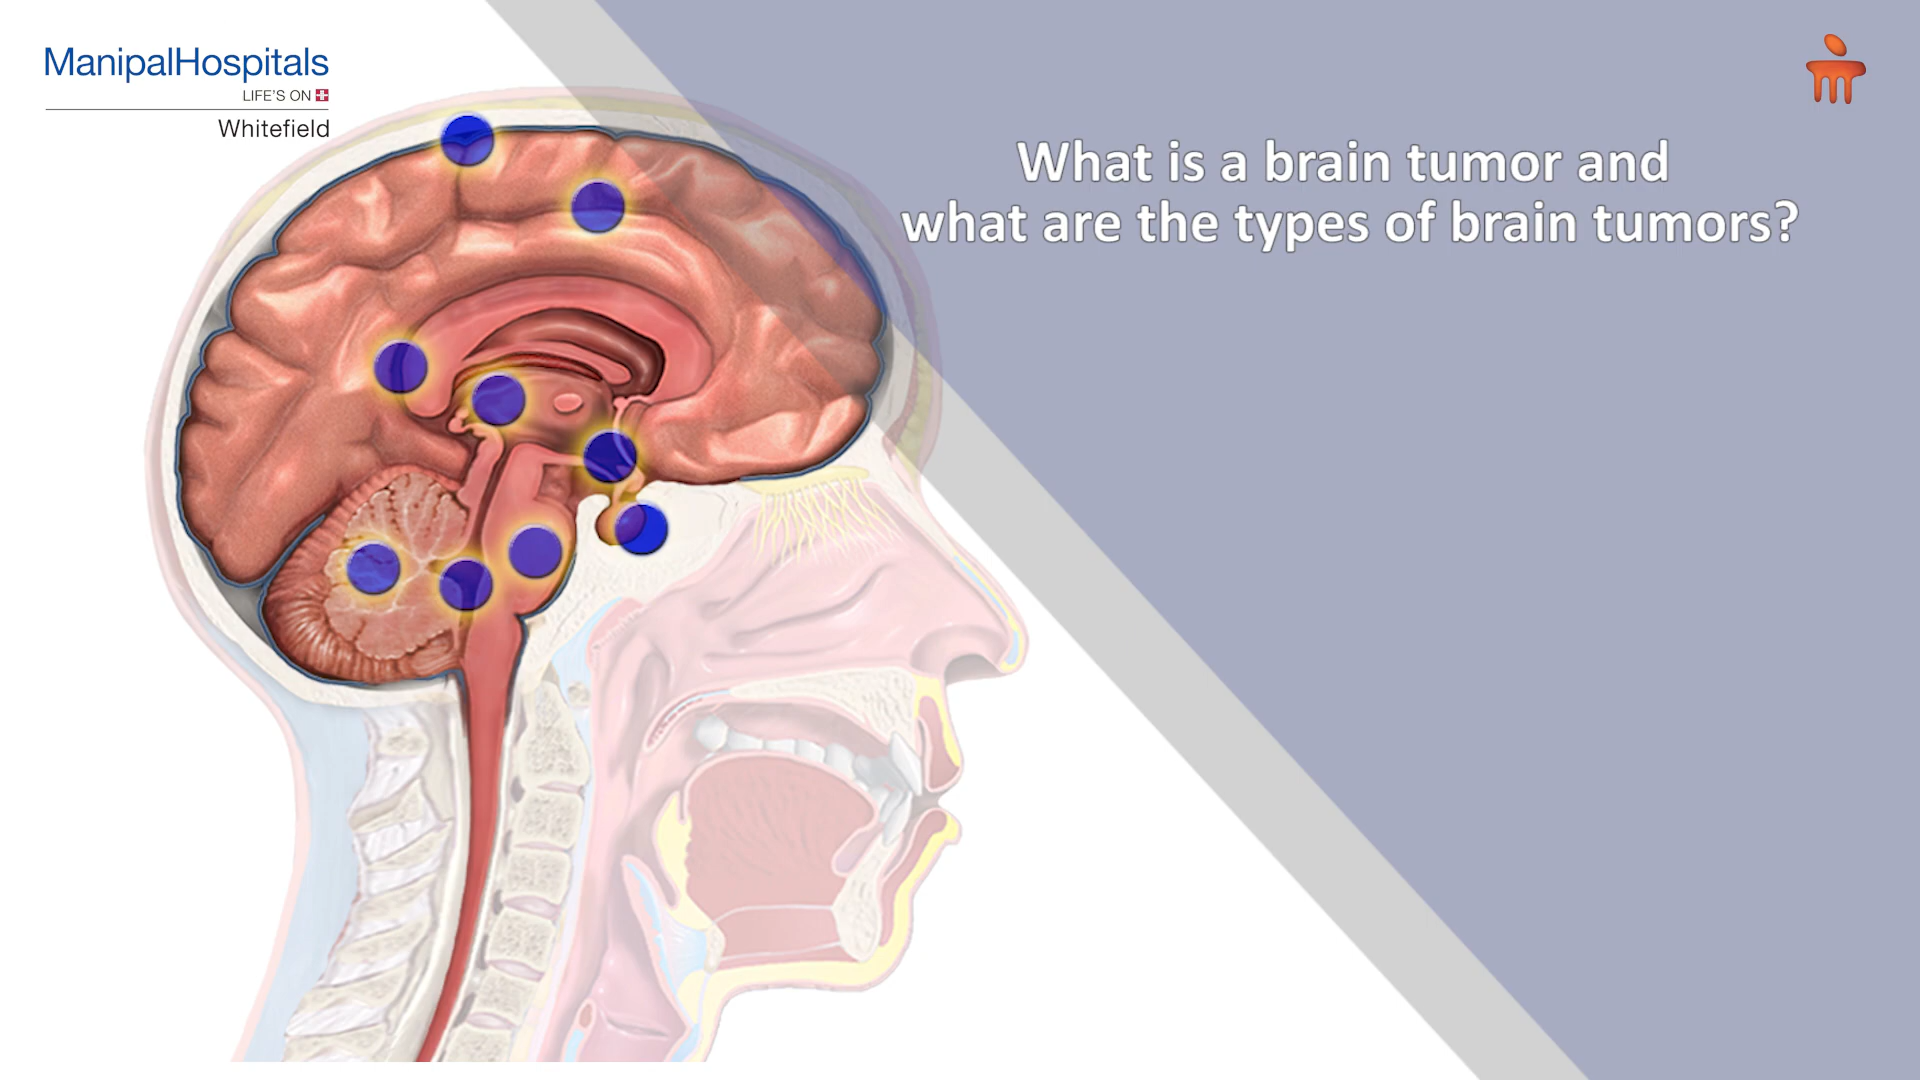 ManipalHospitals
LIFE'S ON
Whitefield
What is a brain tumor and
what are the types of brain tumors?